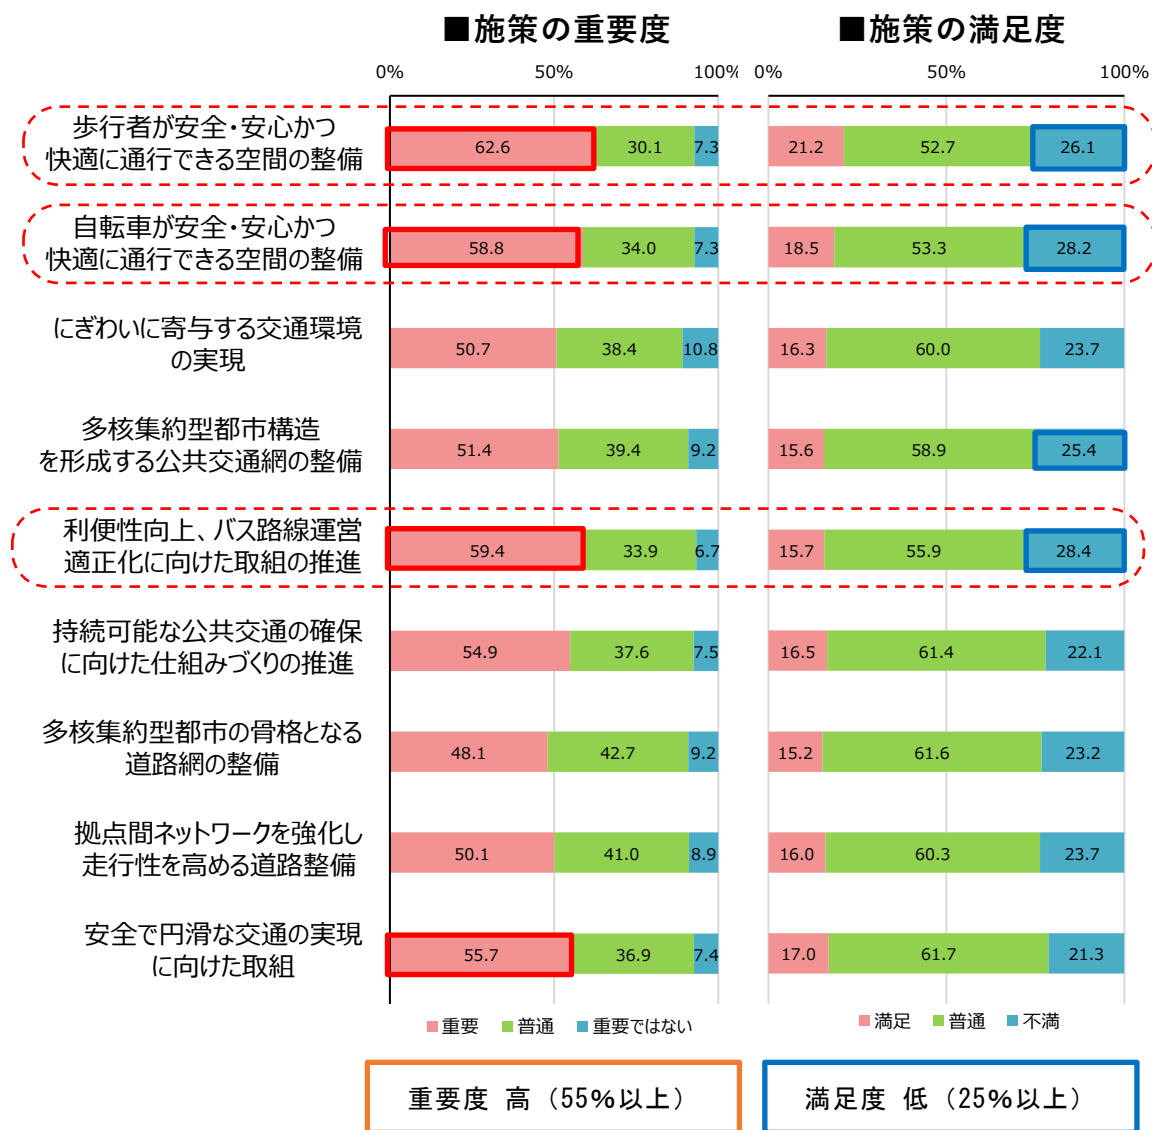 ■施策の重要度
■施策の満足度
0% 50% 100%
0% 50% 100%
歩行者が安全・安心かつ
快適に通行できる空間の整備
62.6 30.1 7.3
21.2 52.7 26.1
自転車が安全・安心かつ
快適に通行できる空間の整備
58.8 34.0 7.3
18.5 53.3 28.2
にぎわいに寄与する交通環境
の実現
50.7 38.4 10.8
16.3 60.0 23.7
多核集約型都市構造
を形成する公共交通網の整備
51.4 39.4 9.2
15.6 58.9 25.4
利便性向上、バス路線運営
適正化に向けた取組の推進
59.4 33.9 6.7
15.7 55.9 28.4
持続可能な公共交通の確保
に向けた仕組みづくりの推進
54.9 37.6 7.5
16.5 61.4 22.1
多核集約型都市の骨格となる
道路網の整備
48.1 42.7 9.2
15.2 61.6 23.2
拠点間ネットワークを強化し
走行性を高める道路整備
50.1 41.0 8.9
16.0 60.3 23.7
安全で円滑な交通の実現
に向けた取組
55.7 36.9 7.4
17.0 61.7 21.3
■重要 ■普通 ■重要ではない
■満足 ■普通 ■不満
重要度 高（55%以上）
満足度 低（25%以上）